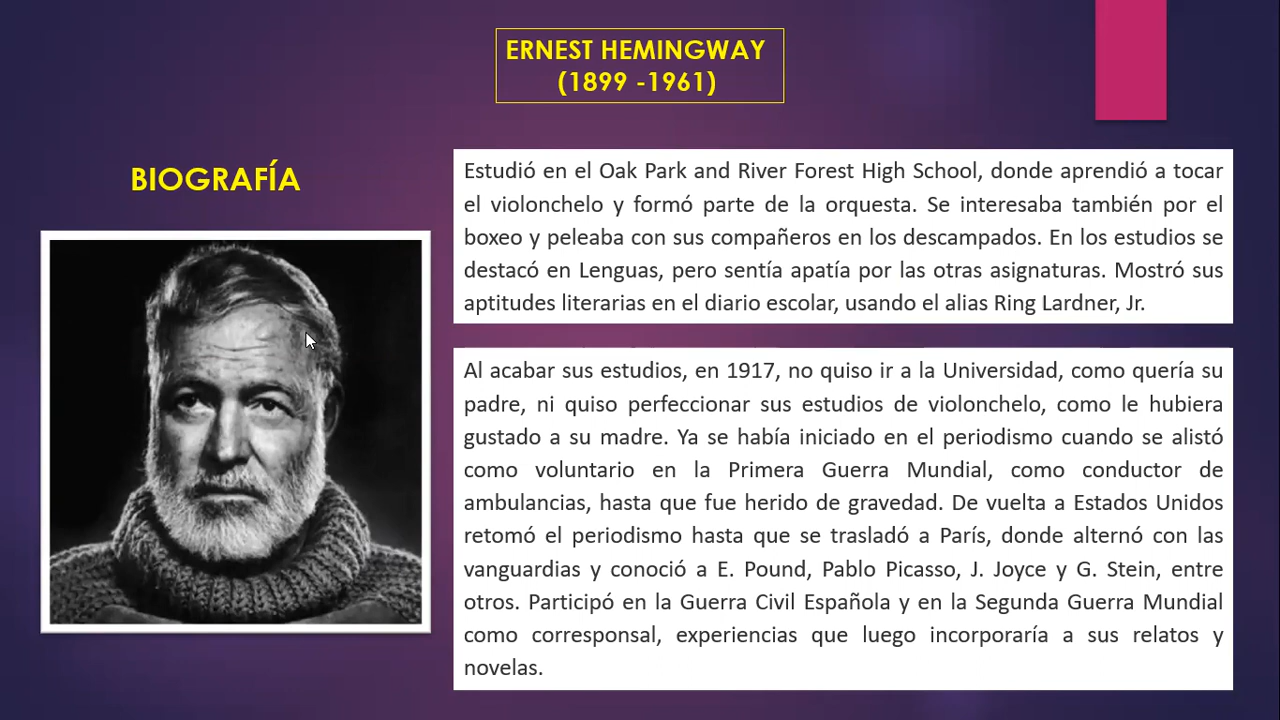 ERNEST HEMINGWAY
(1899 -1961)
BIOGRAFÍA
Estudió en el Oak Park and River Forest High School, donde aprendió a tocar
el violonchelo y formó parte de la orquesta. Se interesaba también por el
boxeo y peleaba con sus compañeros en los descampados. En los estudios se
destacó en Lenguas, pero sentía apatía por las otras asignaturas. Mostró sus
aptitudes literarias en el diario escolar, usando el alias Ring Lardner, Jr.
Al acabar sus estudios, en 1917, no quiso ir a la Universidad, como quería su
padre, ni quiso perfeccionar sus estudios de violonchelo, como le hubiera
gustado a su madre. Ya se había iniciado en el periodismo cuando se alistó
como voluntario en la Primera Guerra Mundial, como conductor de
ambulancias, hasta que fue herido de gravedad. De vuelta a Estados Unidos
retomó el periodismo hasta que se trasladó a París, donde alternó con las
vanguardias y conoció a E. Pound, Pablo Picasso, J. Joyce y G. Stein, entre
otros. Participó en la Guerra Civil Española y en la Segunda Guerra Mundial
como corresponsal, experiencias que luego incorporaría a sus relatos y
novelas.